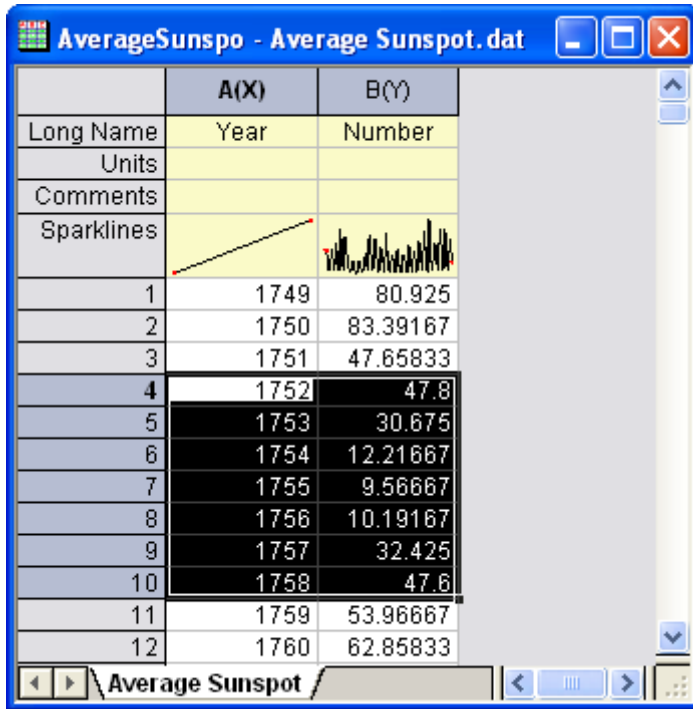 AverageSunspo - Average Sunspot.dat
A(X) B(Y)
Long Name Year Number
Units
Comments
Sparklines
1 1749 80.925
2 1750 83.39167
3 1751 47.65833
4 1752 47.8
5 1753 30.675
6 1754 12.21667
7 1755 9.56667
8 1756 10.19167
9 1757 32.425
10 1758 47.6
11 1759 53.96667
12 1760 62.85833
Average Sunspot